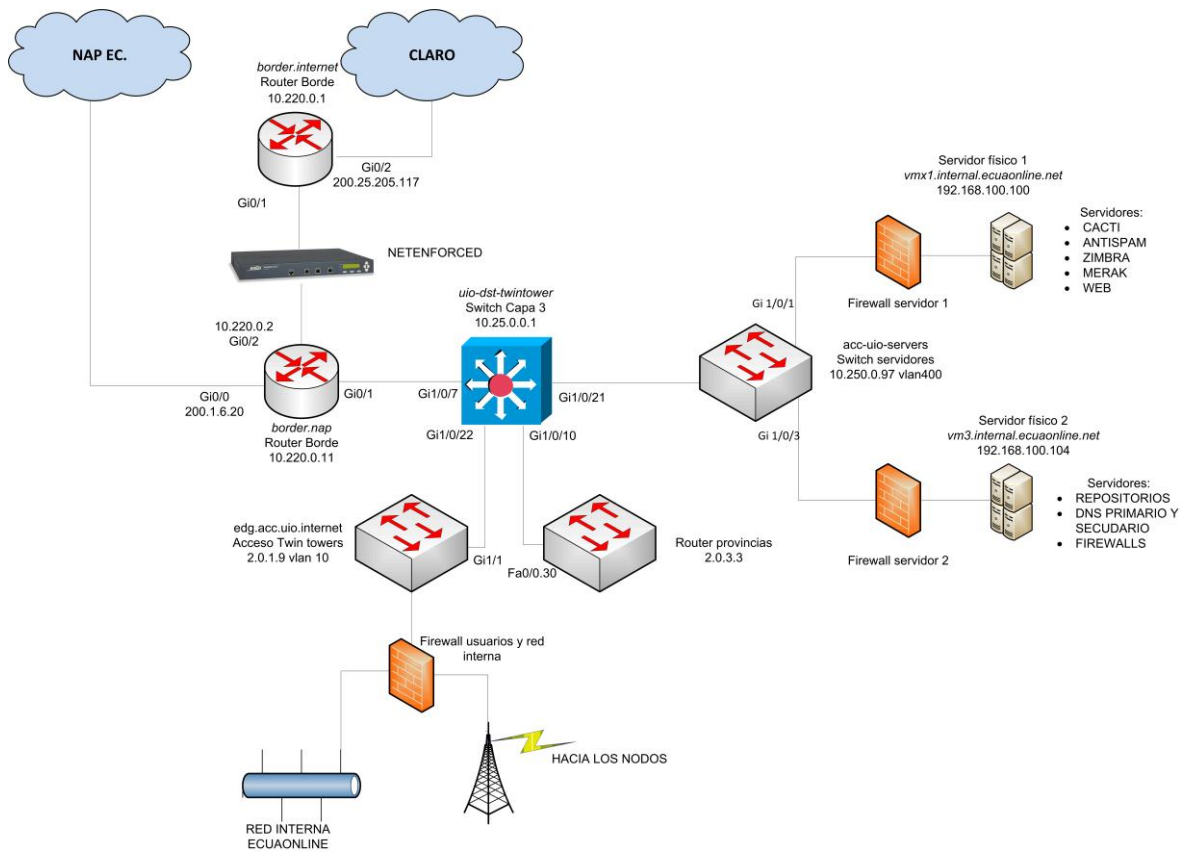 NAP EC.
CLARO
border.internet
Router Borde
10.220.0.1
Gi0/2
200.25.205.117
Gi0/1
NETENFORCED
10.220.0.2
Gi0/2
Gi0/0
200.1.6.20
Gi0/1
border.nap
Router Borde
10.220.0.11
uio-dst-twintower
Switch Capa 3
10.25.0.0.1
Gi1/0/7
Gi1/0/21
Gi1/0/22
Gi1/0/10
Servidor físico 1
vmx1.internal.ecuaonline.net
192.168.100.100
Servidores:
• CACTI
• ANTISPAM
• ZIMBRA
• MERAK
• WEB
Firewall servidor 1
Gi 1/0/1
acc-uio-servers
Switch servidores
10.250.0.97 vlan400
Gi 1/0/3
Servidor físico 2
vm3.internal.ecuaonline.net
192.168.100.104
Servidores:
• REPOSITORIOS
• DNS PRIMARIO Y
SECUDARIO
• FIREWALLS
Firewall servidor 2
edg.acc.uio.internet
Acceso Twin towers
2.0.1.9 vlan 10
Gi1/1
Fa0/0.30
Router provincias
2.0.3.3
Firewall usuarios y red
interna
HACIA LOS NODOS
RED INTERNA
ECUAONLINE